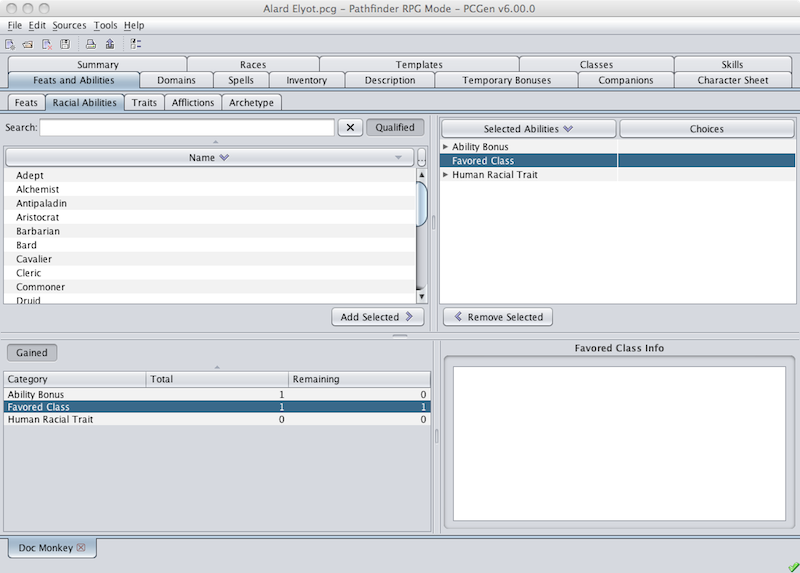 Alard Elyot.pcg - Pathfinder RPG Mode - PCGen v6.00.0
File Edit Sources Tools Help
Summary Races Templates Classes Skills
Feats and Abilities Domains Spells Inventory Description Temporary Bonuses Companions Character Sheet
Feats Racial Abilities Traits Afflictions Archetype
Search: Qualified
Name ...
Adept
Alchemist
Antipaladin
Aristocrat
Barbarian
Bard
Cavalier
Cleric
Commoner
Druid
Add Selected
Selected Abilities Choices
Ability Bonus
Favored Class
Human Racial Trait
Remove Selected
Gained
Category Total Remaining
Ability Bonus 1 0
Favored Class 1 1
Human Racial Trait 0 0
Favored Class Info
Doc Monkey